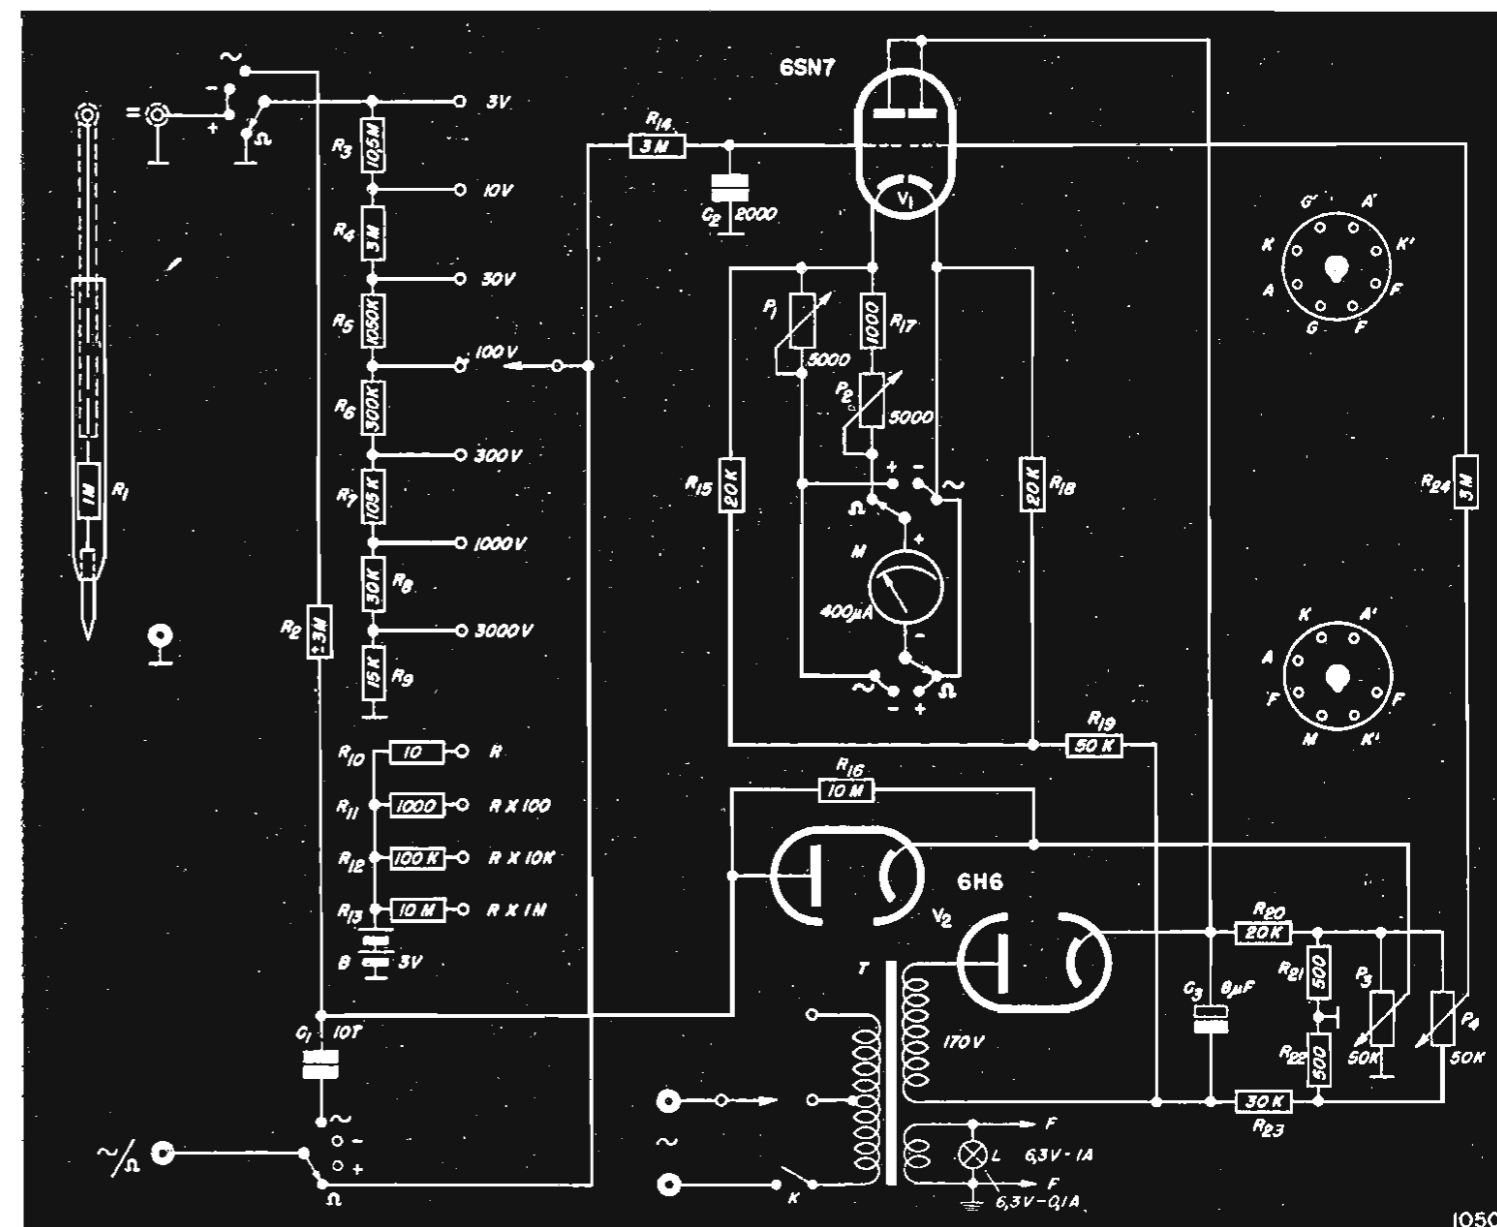 6SN7
~
-
=
+
Ω
3V
R3
10,5M
10V
R4
3M
30V
R5
1050K
100V
R6
300K
300V
R7
105K
1000V
R8
30K
3000V
R9
15K
R1
1M
R2
±3M
R14
3M
C2 2000
V1
P1
5000
R17
1000
P2
5000
R15
20K
R18
20K
+ - ~
Ω
+
M
400µA
-
~ - + Ω
R19
50K
R16
10M
R24
3M
G' A'
K K'
A F
G F
K A'
A
F F
M K'
R10 10 R
R11 1000 R X 100
R12 100K R X 10K
R13 10M R X 1M
B 3V
6H6
V2
C1 10T
~
-
+
Ω
~/Ω
T
170V
~
K
F
L 6,3V-1A
F
6,3V-0,1A
C3 8µF
R20
20K
R21
500
R22
500
R23
30K
P3
50K
P4
50K
1050